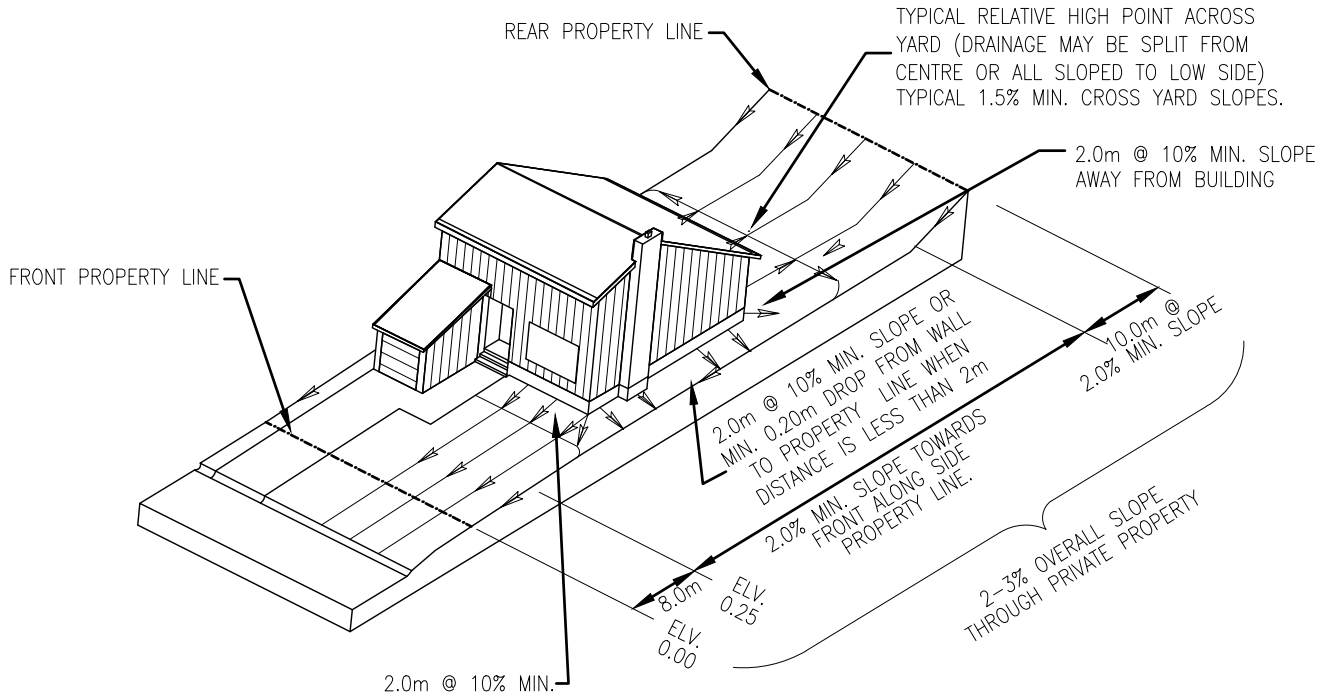 REAR PROPERTY LINE
TYPICAL RELATIVE HIGH POINT ACROSS
YARD (DRAINAGE MAY BE SPLIT FROM
CENTRE OR ALL SLOPED TO LOW SIDE)
TYPICAL 1.5% MIN. CROSS YARD SLOPES.
2.0m @ 10% MIN. SLOPE
AWAY FROM BUILDING
FRONT PROPERTY LINE
2.0m @ 10% MIN. SLOPE OR
MIN. 0.20m DROP FROM WALL
TO PROPERTY LINE WHEN
DISTANCE IS LESS THAN 2m
10.0m @
2.0% MIN. SLOPE
2.0% MIN. SLOPE TOWARDS
FRONT ALONG SIDE
PROPERTY LINE.
2-3% OVERALL SLOPE
THROUGH PRIVATE PROPERTY
8.0m
ELV.
0.25
ELV.
0.00
2.0m @ 10% MIN.